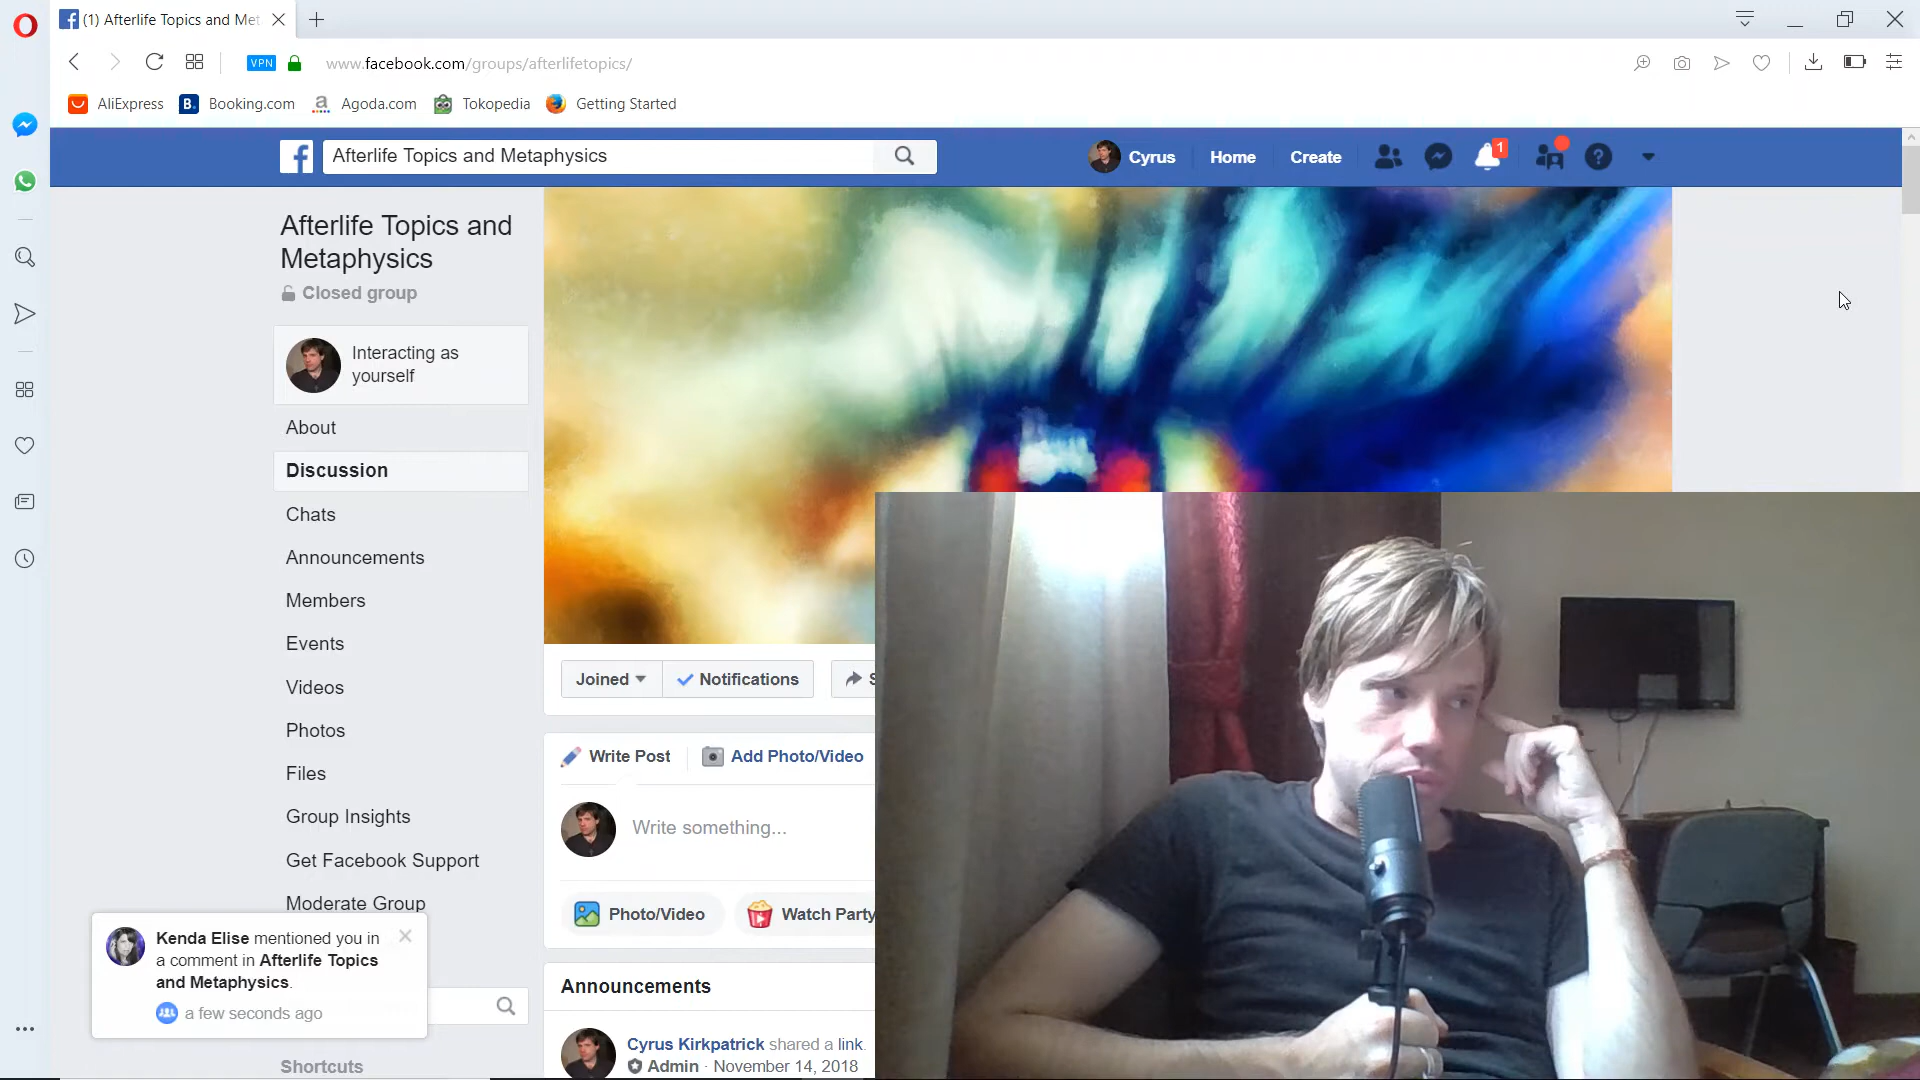 (1) Afterlife Topics and Met
VPN
www.facebook.com/groups/afterlifetopics/
AliExpress
Booking.com
Agoda.com
Tokopedia
Getting Started
Afterlife Topics and Metaphysics
Cyrus
Home
Create
1
Afterlife Topics and
Metaphysics
Closed group
Interacting as
yourself
About
Discussion
Chats
Announcements
Members
Events
Videos
Photos
Files
Group Insights
Get Facebook Support
Moderate Group
Kenda Elise mentioned you in
a comment in Afterlife Topics
and Metaphysics.
a few seconds ago
Shortcuts
Joined
Notifications
S
Write Post
Add Photo/Video
Write something...
Photo/Video
Watch Party
Announcements
Cyrus Kirkpatrick shared a link.
Admin · November 14, 2018